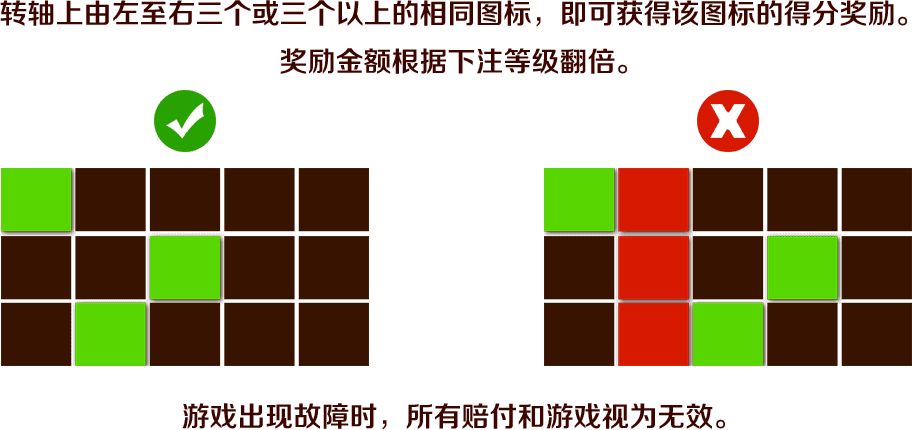 转轴上由左至右三个或三个以上的相同图标，即可获得该图标的得分奖励。
奖励金额根据下注等级翻倍。
游戏出现故障时，所有赔付和游戏视为无效。